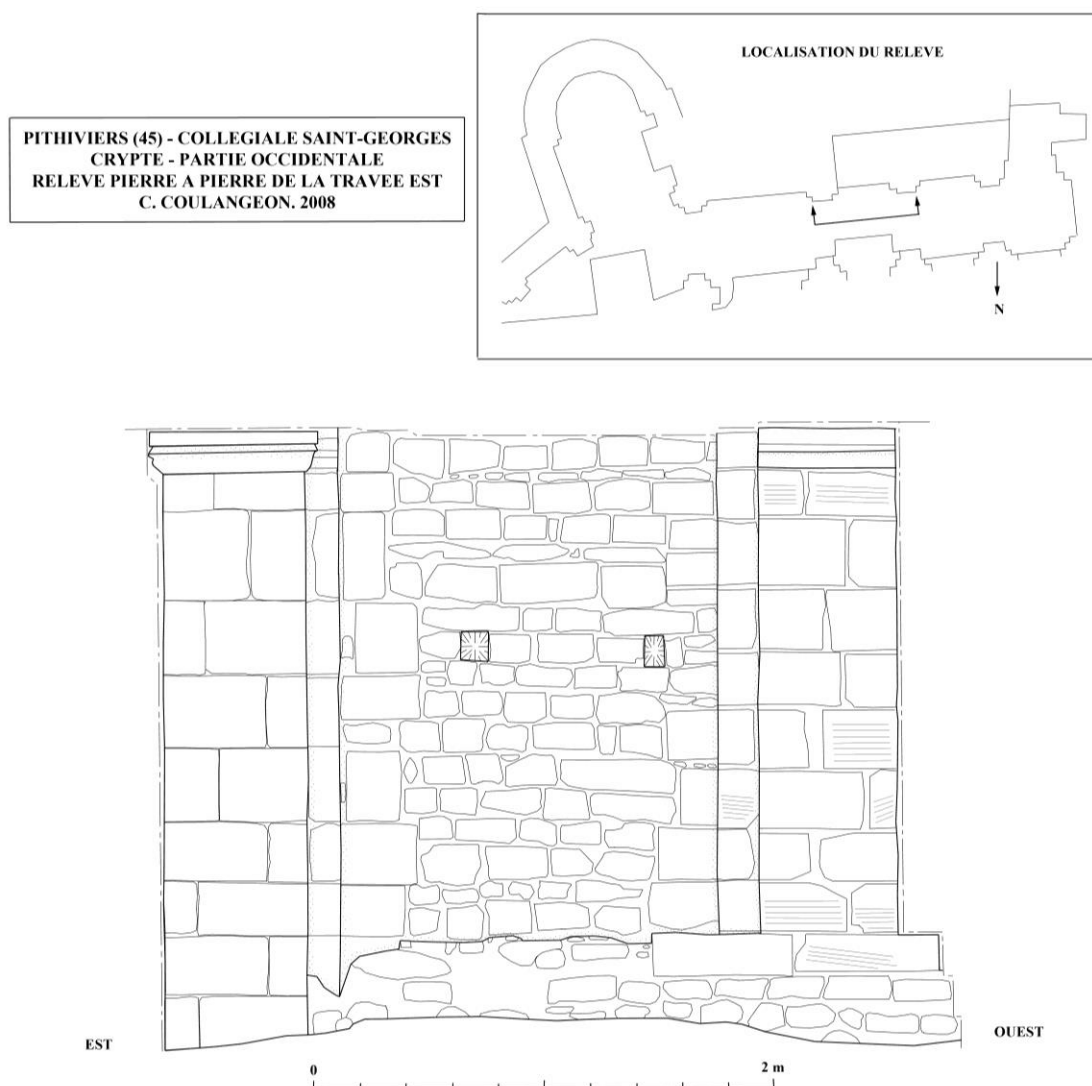 LOCALISATION DU RELEVE
PITHIVIERS (45) - COLLEGIALE SAINT-GEORGES
CRYPTE - PARTIE OCCIDENTALE
RELEVE PIERRE A PIERRE DE LA TRAVEE EST
C. COULANGEON. 2008
N
EST
OUEST
0
2 m